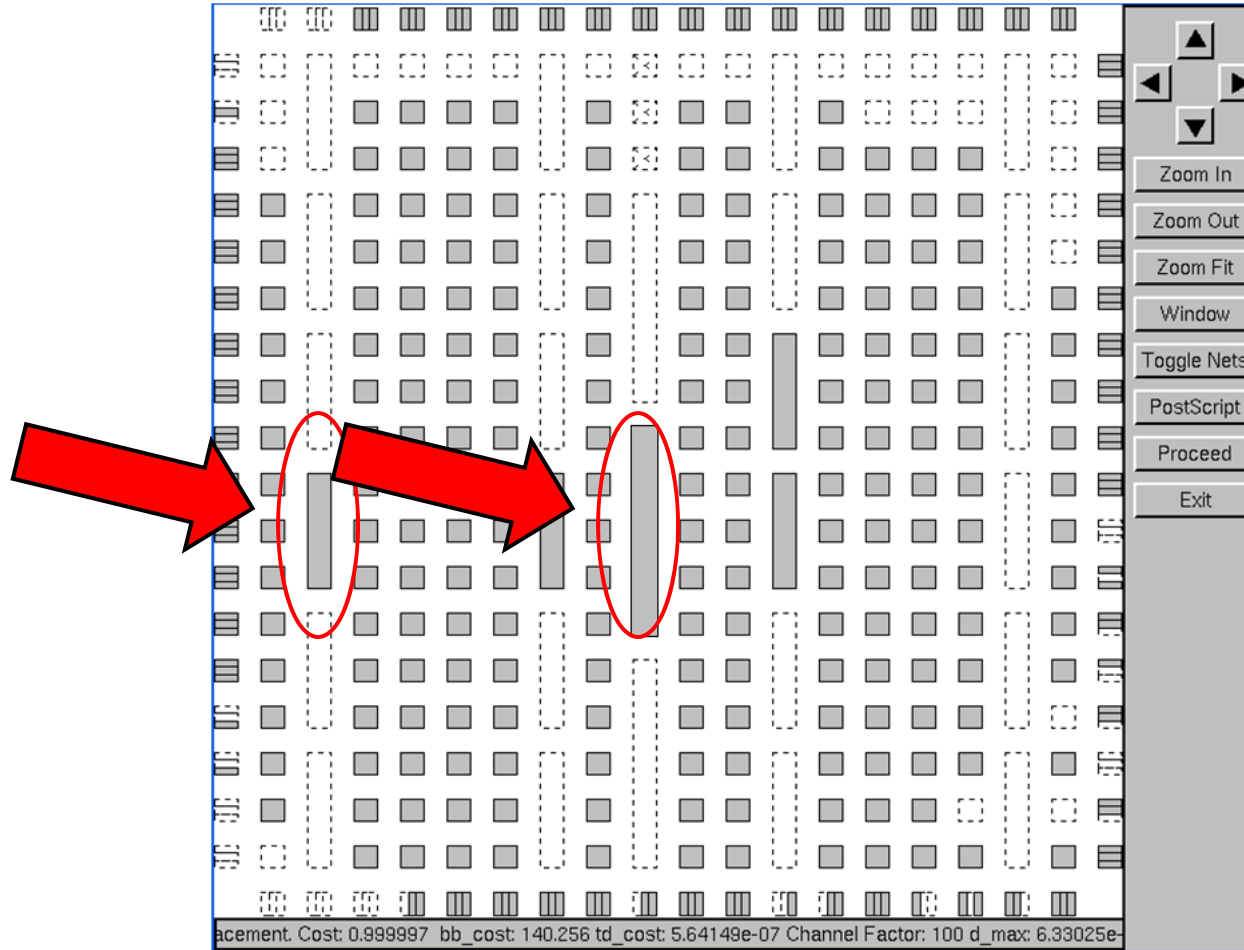 Zoom In
Zoom Out
Zoom Fit
Window
Toggle Nets
PostScript
Proceed
Exit
acement. Cost: 0.999997 bb_cost: 140.256 td_cost: 5.64149e-07 Channel Factor: 100 d_max: 6.33025e-